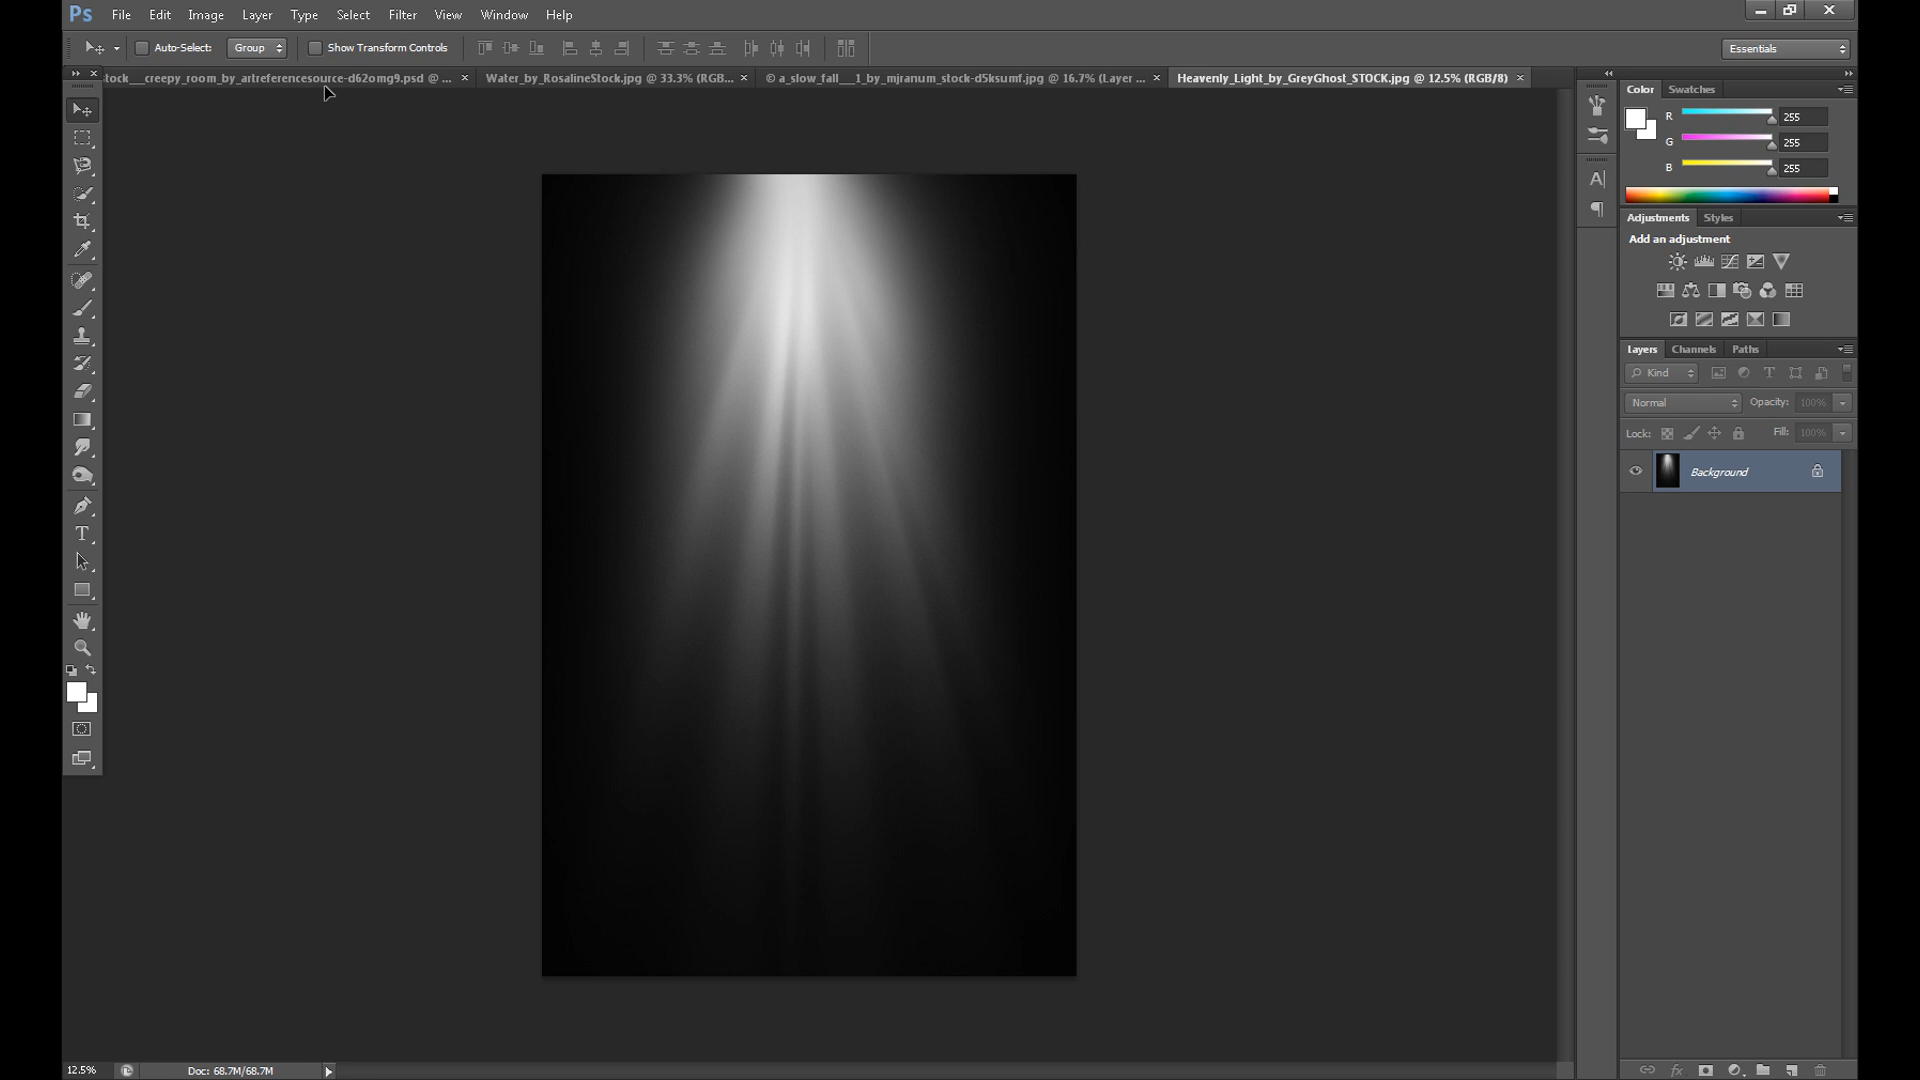 Ps File Edit Image Layer Type Select Filter View Window Help
Auto-Select: Group Show Transform Controls Essentials
tock__creepy_room_by_artreferencesource-d62omg9.psd @ ... Water_by_RosalineStock.jpg @ 33.3% (RGB... © a_slow_fall___1_by_mjranum_stock-d5ksumf.jpg @ 16.7% (Layer ... Heavenly_Light_by_GreyGhost_STOCK.jpg @ 12.5% (RGB/8)
Color Swatches
R 255
G 255
B 255
Adjustments Styles
Add an adjustment
Layers Channels Paths
Kind
Normal Opacity: 100%
Lock: Fill: 100%
Background
12.5% Doc: 68.7M/68.7M